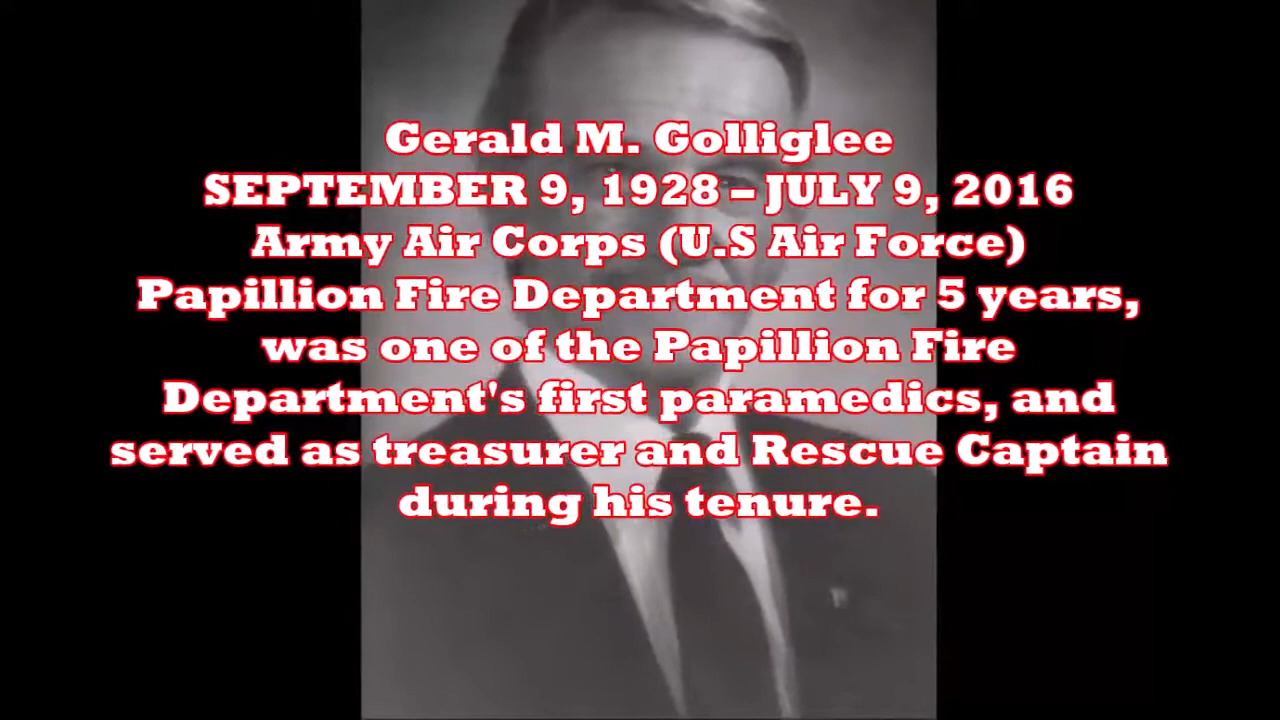 Gerald M. Golliglee
SEPTEMBER 9, 1928 – JULY 9, 2016
Army Air Corps (U.S Air Force)
Papillion Fire Department for 5 years,
was one of the Papillion Fire
Department's first paramedics, and
served as treasurer and Rescue Captain
during his tenure.